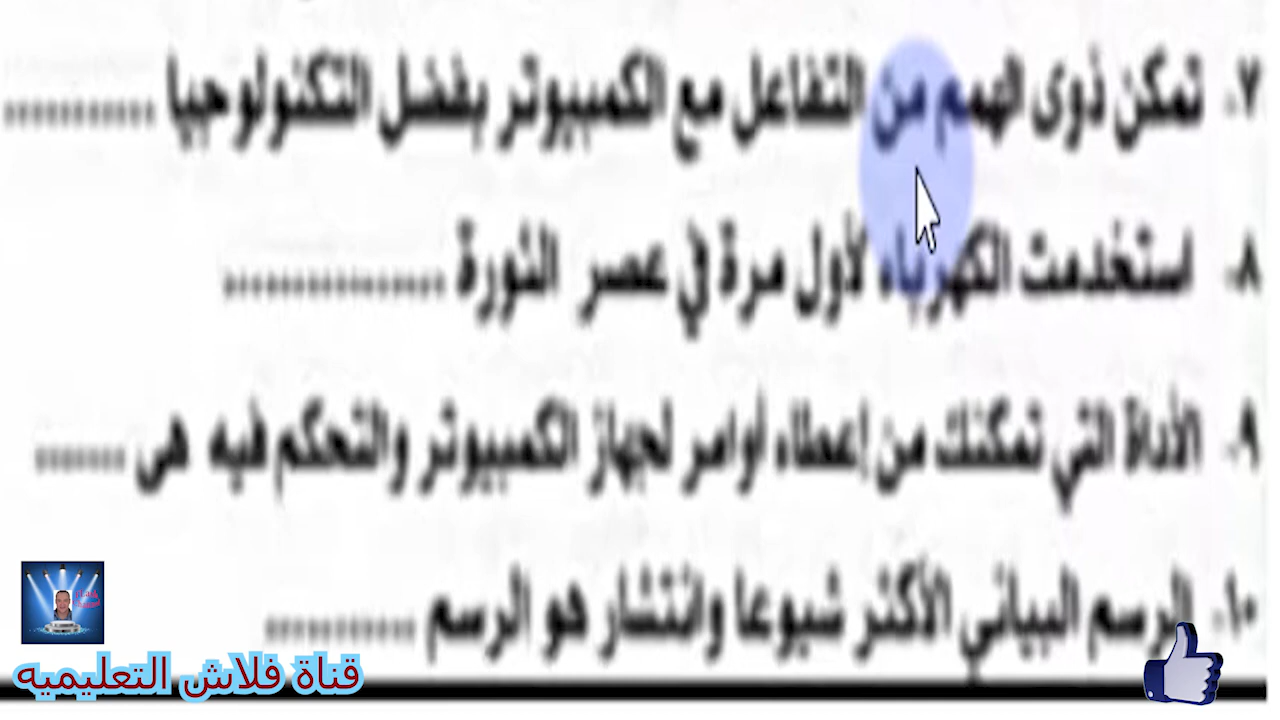 ٧- تمكن ذوى الهمم من التفاعل مع الكمبيوتر بفضل التكنولوجيا ...........
٨- استخدمت الكهرباء لأول مرة في عصر الثورة ................
٩- الأداة التي تمكنك من إعطاء أوامر لجهاز الكمبيوتر والتحكم فيه هى .......
١٠- الرسم البياني الأكثر شيوعا وانتشار هو الرسم ...........
قناة فلاش التعليميه